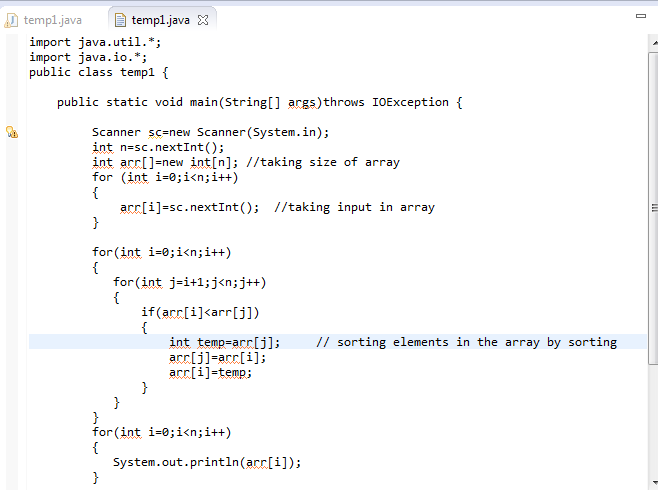 temp1.java temp1.java
import java.util.*;
import java.io.*;
public class temp1 {
public static void main(String[] args)throws IOException {
Scanner sc=new Scanner(System.in);
int n=sc.nextInt();
int arr[]=new int[n]; //taking size of array
for (int i=0;i<n;i++)
{
arr[i]=sc.nextInt();  //taking input in array
}
for(int i=0;i<n;i++)
{
for(int j=i+1;j<n;j++)
{
if(arr[i]<arr[j])
{
int temp=arr[j];     // sorting elements in the array by sorting
arr[j]=arr[i];
arr[i]=temp;
}
}
}
for(int i=0;i<n;i++)
{
System.out.println(arr[i]);
}